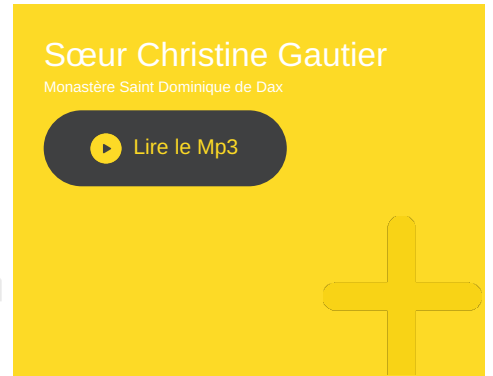 Sœur Christine Gautier
Monastère Saint Dominique de Dax
Lire le Mp3